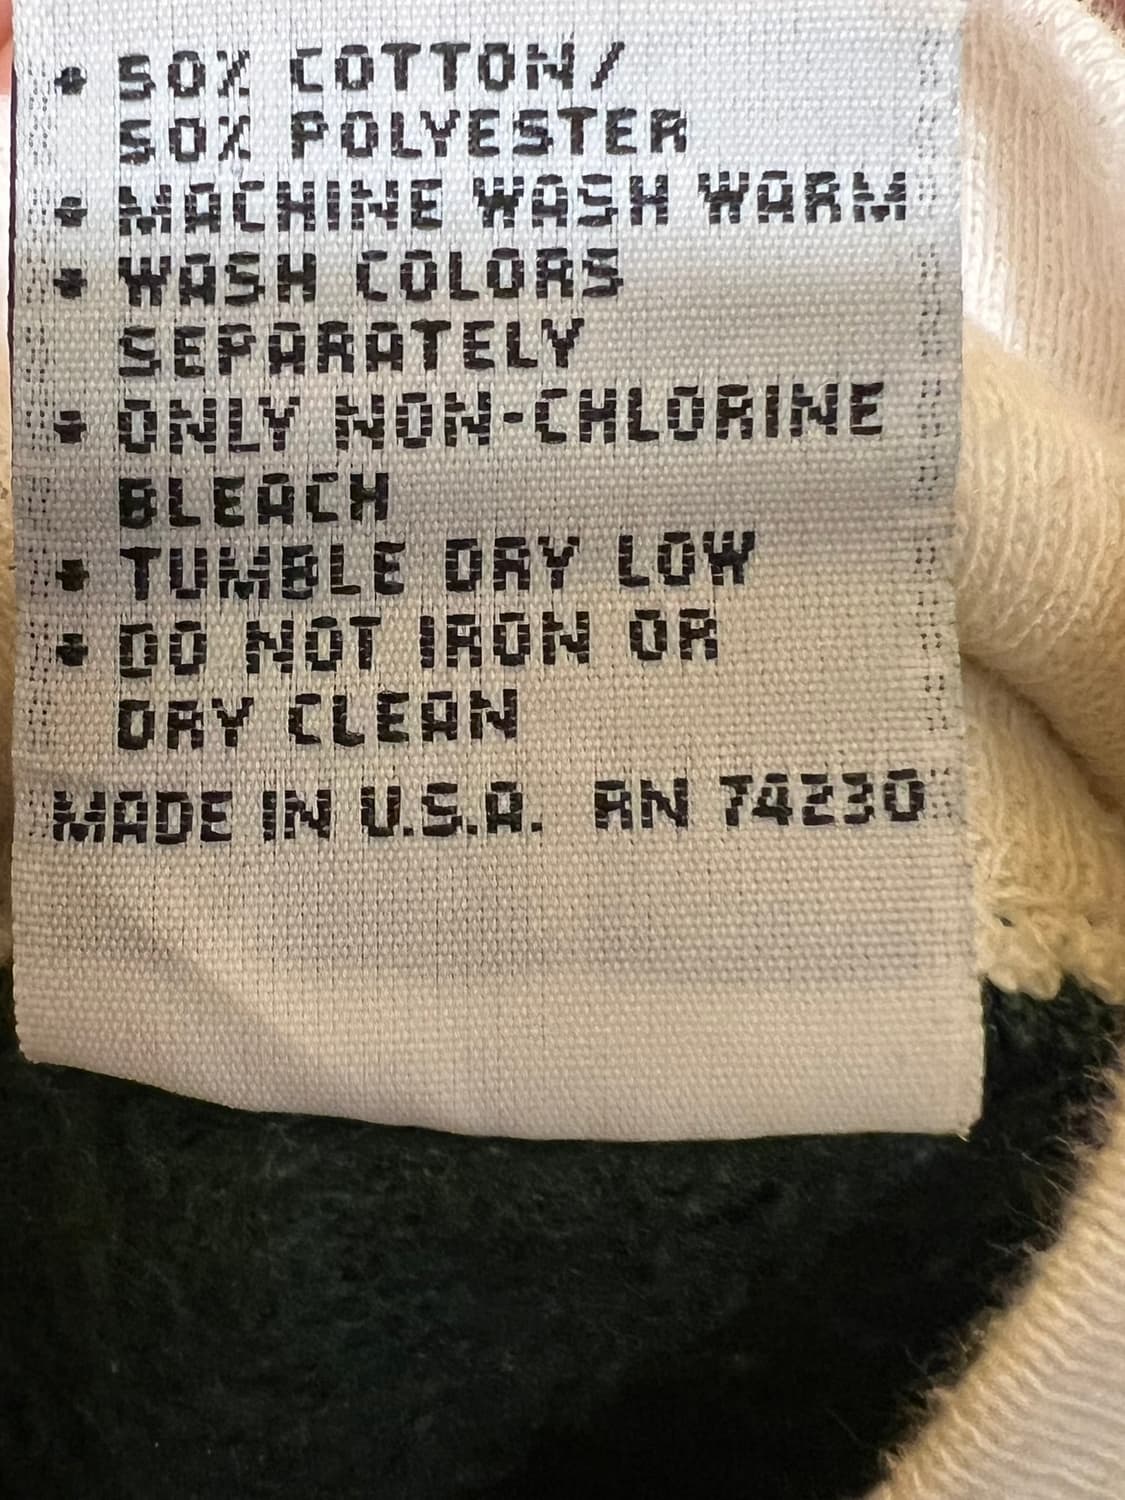 • 50% COTTON/
50% POLYESTER
• MACHINE WASH WARM
• WASH COLORS
SEPARATELY
• ONLY NON-CHLORINE
BLEACH
• TUMBLE DRY LOW
• DO NOT IRON OR
DRY CLEAN
MADE IN U.S.A. RN 74230